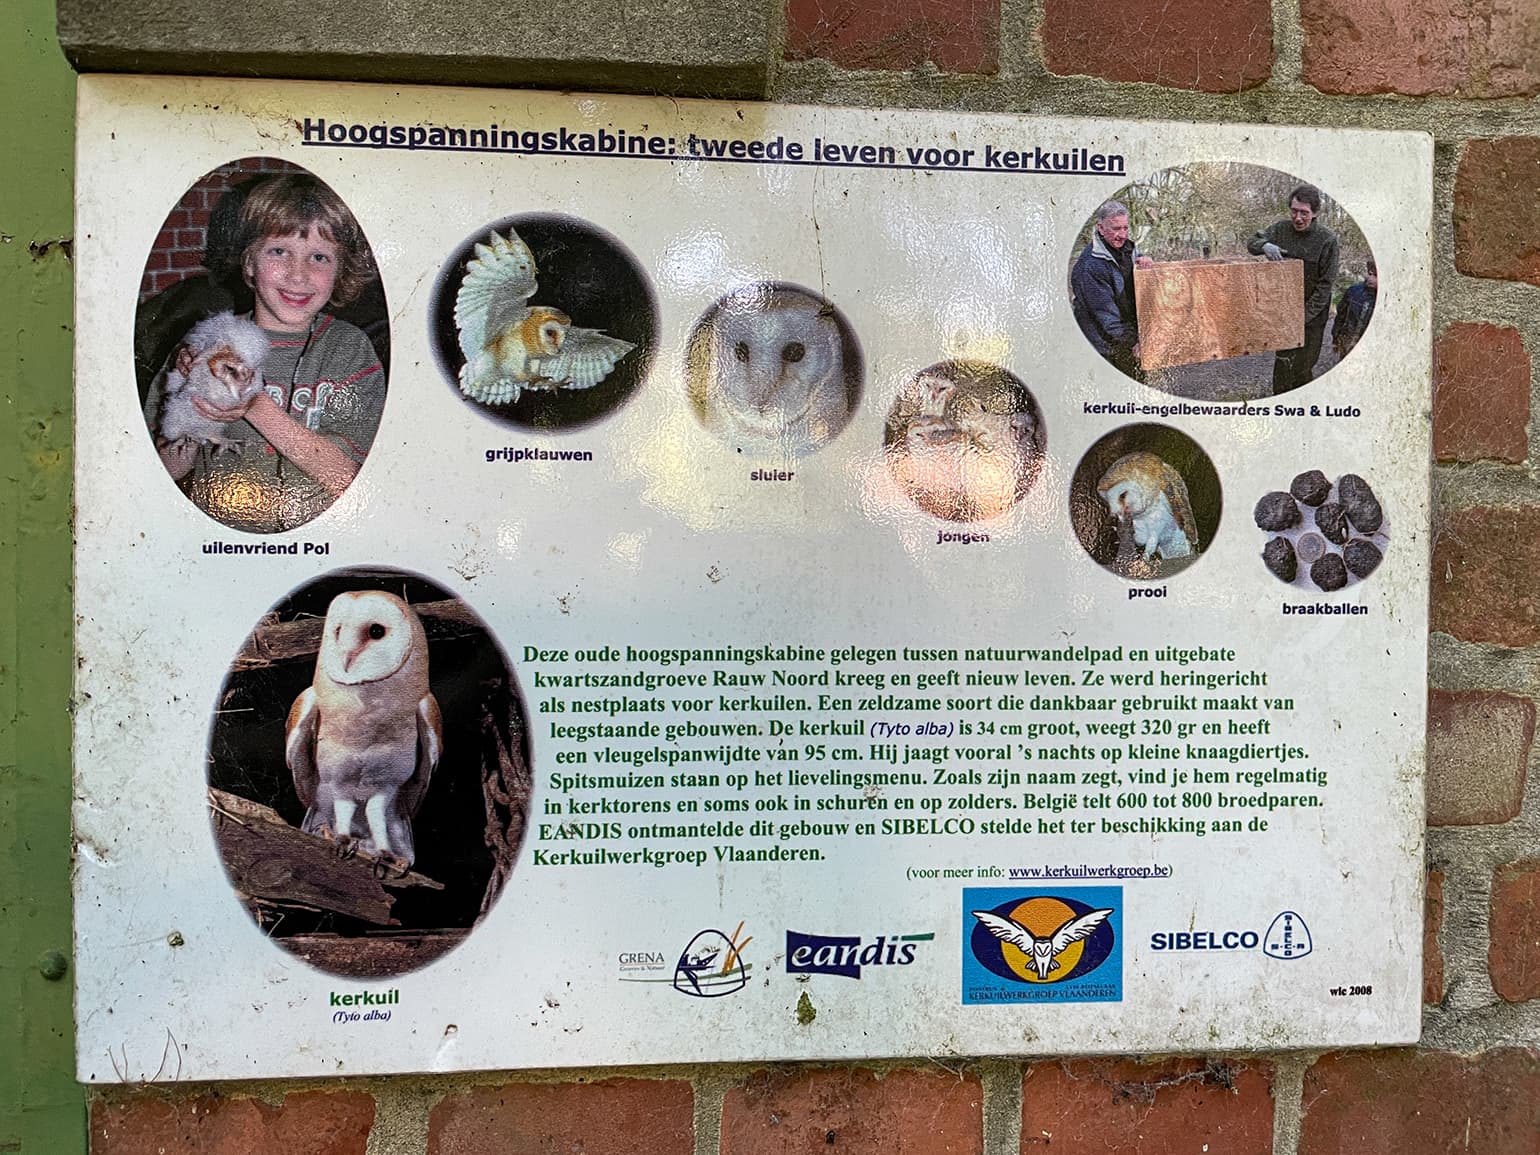 Hoogspanningskabine: tweede leven voor kerkuilen
uilenvriend Pol
grijpklauwen
sluier
jongen
kerkuil-engelbewaarders Swa & Ludo
prooi
braakballen
kerkuil
(Tyto alba)
Deze oude hoogspanningskabine gelegen tussen natuurwandelpad en uitgebate
kwartszandgroeve Rauw Noord kreeg en geeft nieuw leven. Ze werd heringericht
als nestplaats voor kerkuilen. Een zeldzame soort die dankbaar gebruikt maakt van
leegstaande gebouwen. De kerkuil (Tyto alba) is 34 cm groot, weegt 320 gr en heeft
een vleugelspanwijdte van 95 cm. Hij jaagt vooral 's nachts op kleine knaagdiertjes.
Spitsmuizen staan op het lievelingsmenu. Zoals zijn naam zegt, vind je hem regelmatig
in kerktorens en soms ook in schuren en op zolders. België telt 600 tot 800 broedparen.
EANDIS ontmantelde dit gebouw en SIBELCO stelde het ter beschikking aan de
Kerkuilwerkgroep Vlaanderen.
(voor meer info: www.kerkuilwerkgroep.be)
GRENA
Groeves & Natuur
eandis
KERKUILWERKGROEP VLAANDEREN
SIBELCO
wlc 2008